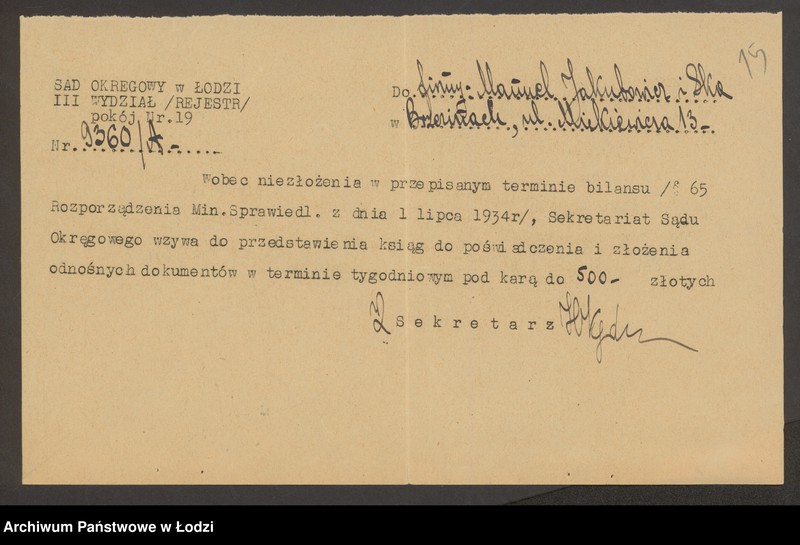 15
SAD OKREGOWY w ŁODZI
III WYDZIAŁ /REJESTR/
pokój Nr.19
Nr. 9360/A.-
Do firmy: Manuel Jakubowicz i Ska
w Brzezinach, ul. Mickiewicza 13-
Wobec niezłożenia w przepisanym terminie bilansu /§ 65
Rozporządzenia Min.Sprawiedl. z dnia 1 lipca 1934r/, Sekretariat Sądu
Okręgowego wzywa do przedstawienia ksiąg do poświadczenia i złożenia
odnośnych dokumentów w terminie tygodniowym pod karą do 500- złotych
Sekretarz
Archiwum Państwowe w Łodzi